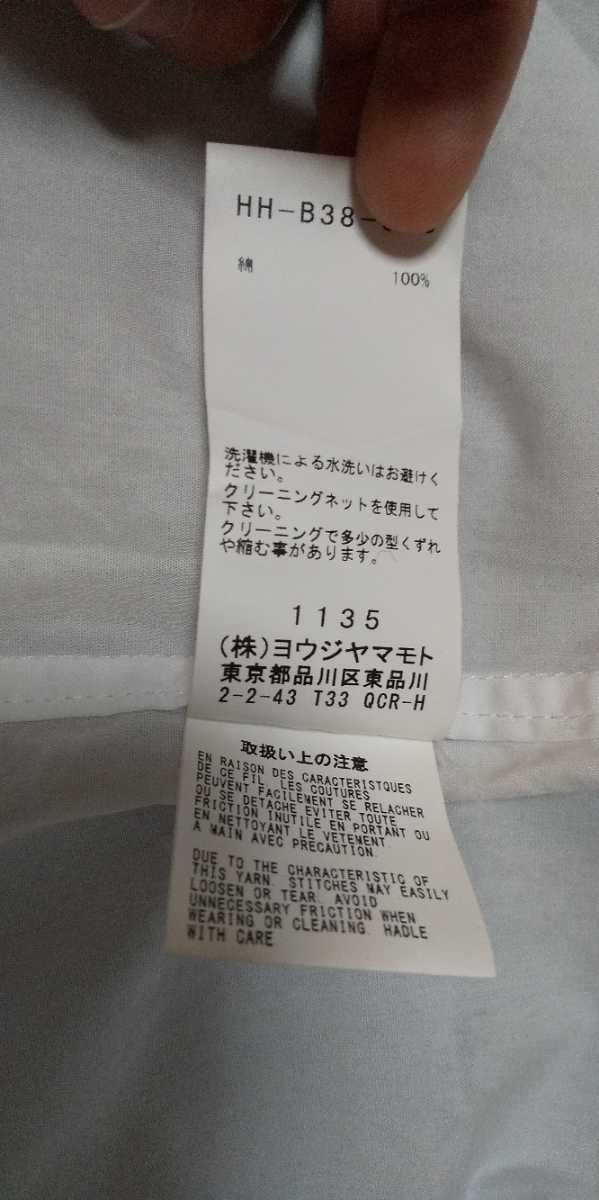 HH-B38-
綿 100%
洗濯機による水洗いはお避けく
ださい。
クリーニングネットを使用して
下さい。
クリーニングで多少の型くずれ
や縮む事があります。
1135
(株)ヨウジヤマモト
東京都品川区東品川
2-2-43 T33 QCR-H
取扱い上の注意
EN RAISON DES CARACTERISTQUES
DE CE FIL. LES COUTURES
PEUVENT FACILEMENT SE RELACHER
OU SE DETACHE EVITER TOUTE
FRICTION INUTILE EN PORTANT OU
EN NETTOYANT LE VETEMENT.
A MAIN AVEC PRECAUTION.
DUE TO THE CHARACTERISTIC OF
THIS YARN. STITCHES MAY EASILY
LOOSEN OR TEAR. AVOID
UNNECESSARY FRICTION WHEN
WEARING OR CLEANING. HADLE
WITH CARE